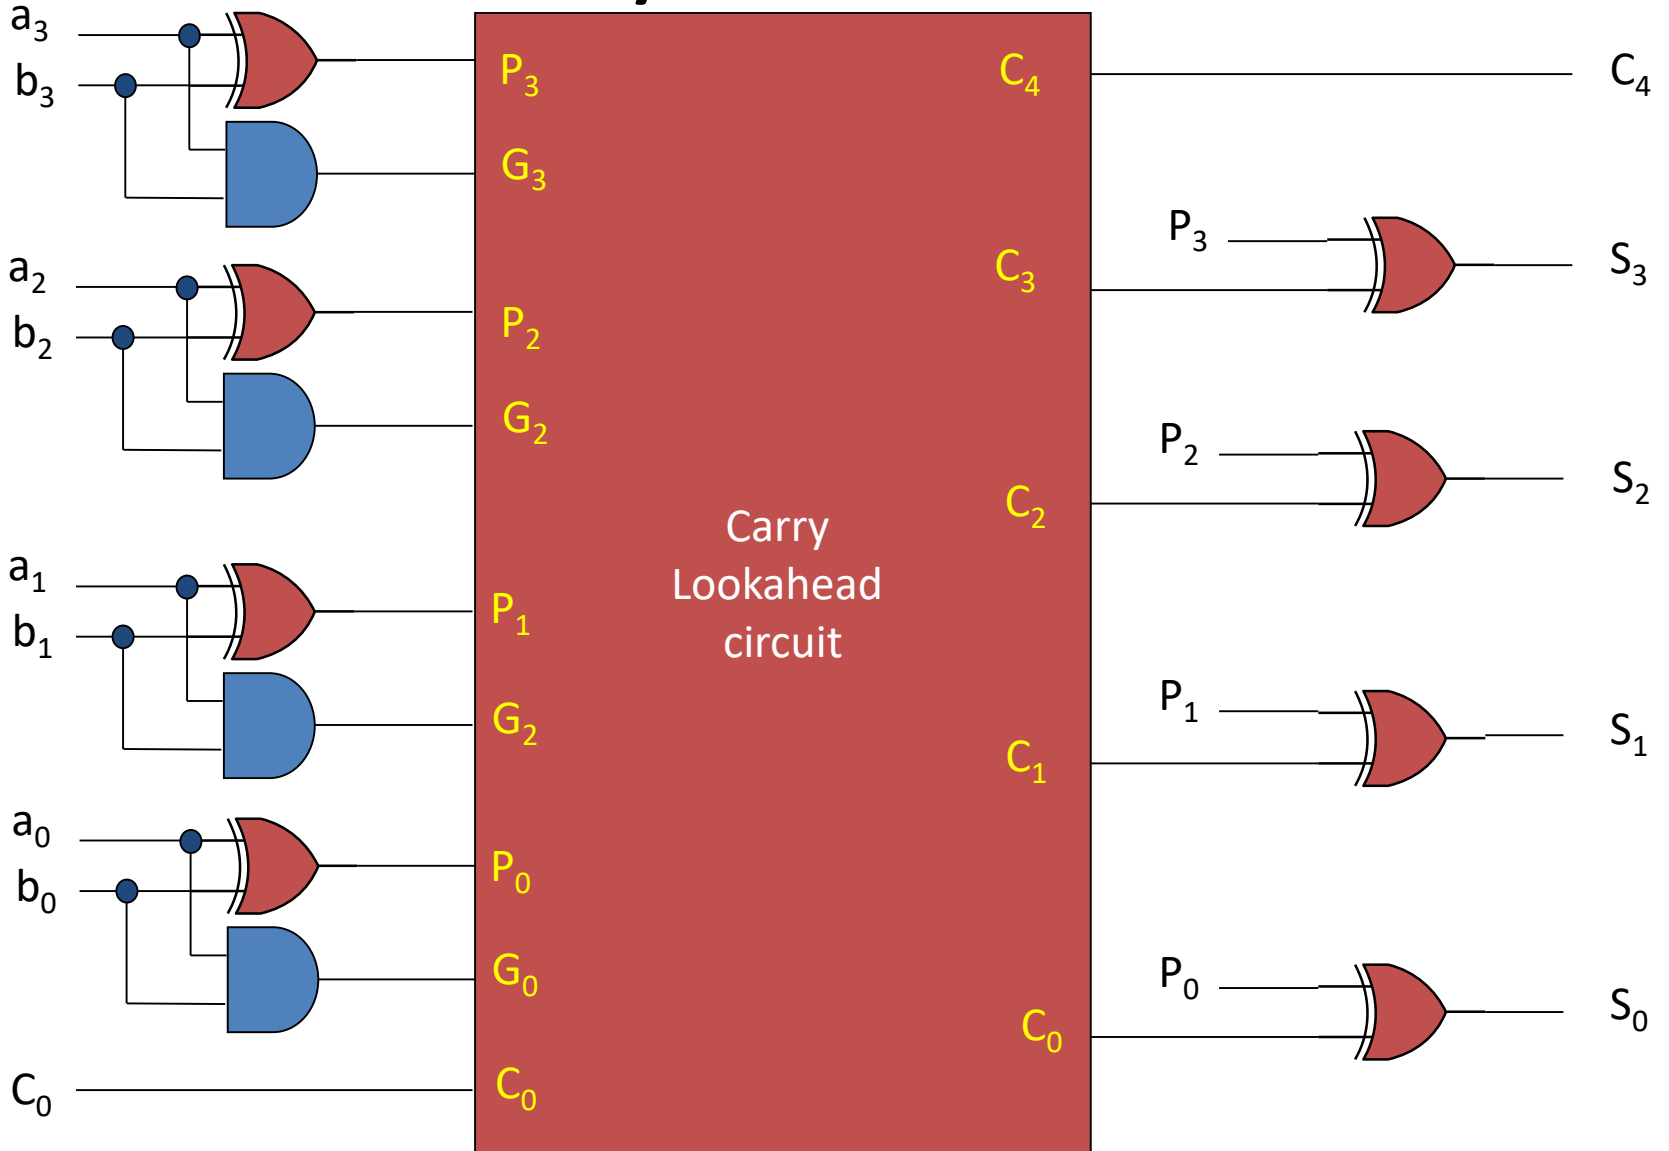 a₃
b₃
P₃
G₃
a₂
b₂
P₂
G₂
a₁
b₁
P₁
G₂
a₀
b₀
P₀
G₀
C₀
C₀
Carry
Lookahead
circuit
C₄
C₄
C₃
P₃
S₃
C₂
P₂
S₂
C₁
P₁
S₁
C₀
P₀
S₀